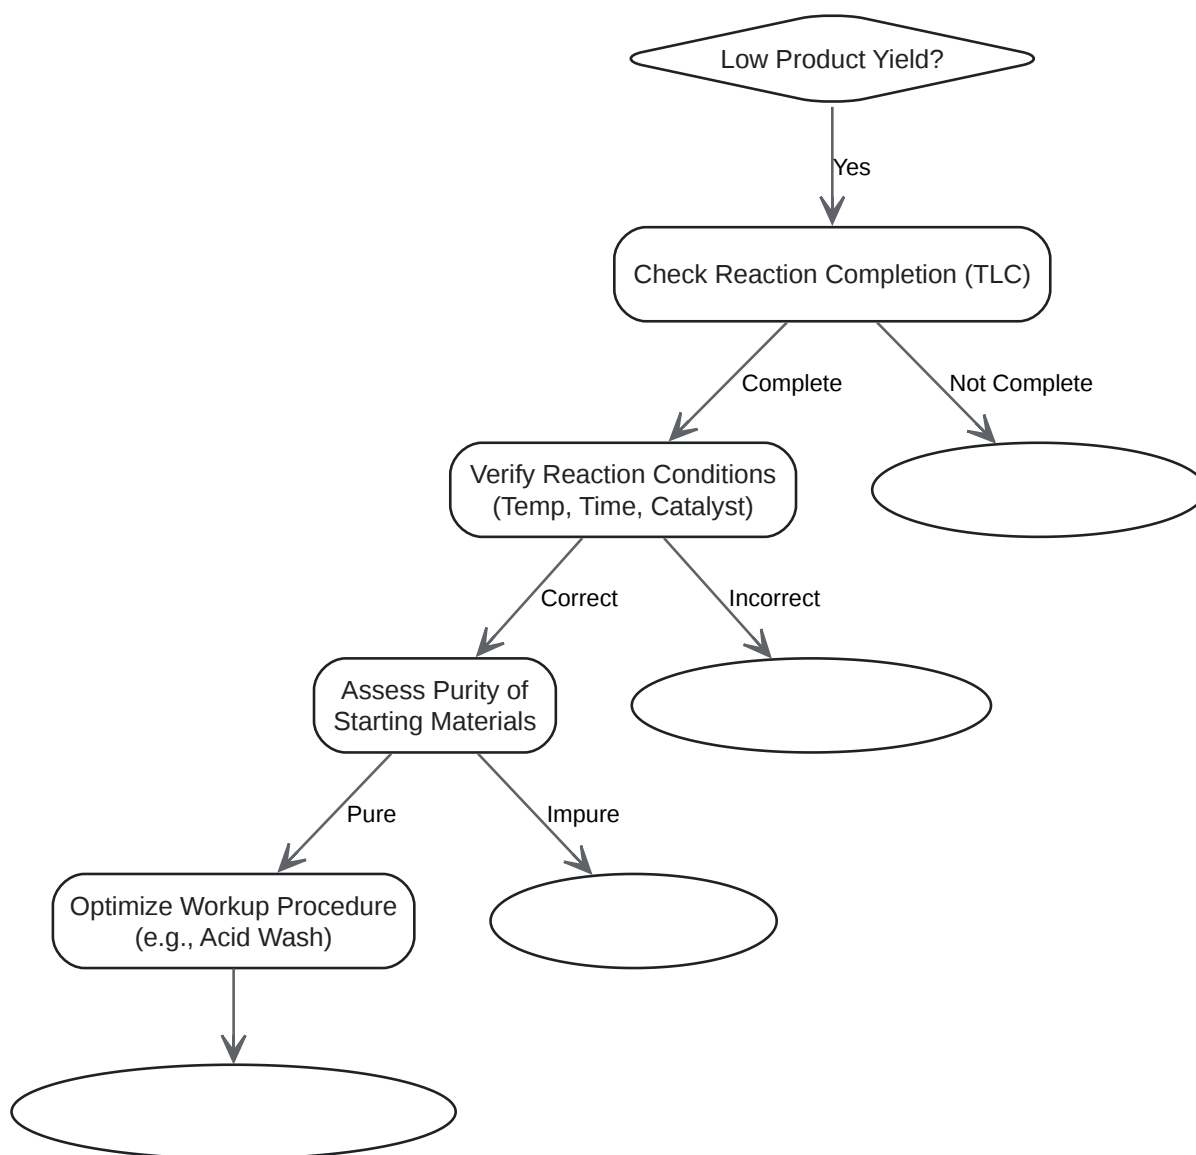 Low Product Yield?
Yes
Check Reaction Completion (TLC)
Complete
Not Complete
Verify Reaction Conditions
(Temp, Time, Catalyst)
Correct
Incorrect
Assess Purity of
Starting Materials
Pure
Impure
Optimize Workup Procedure
(e.g., Acid Wash)